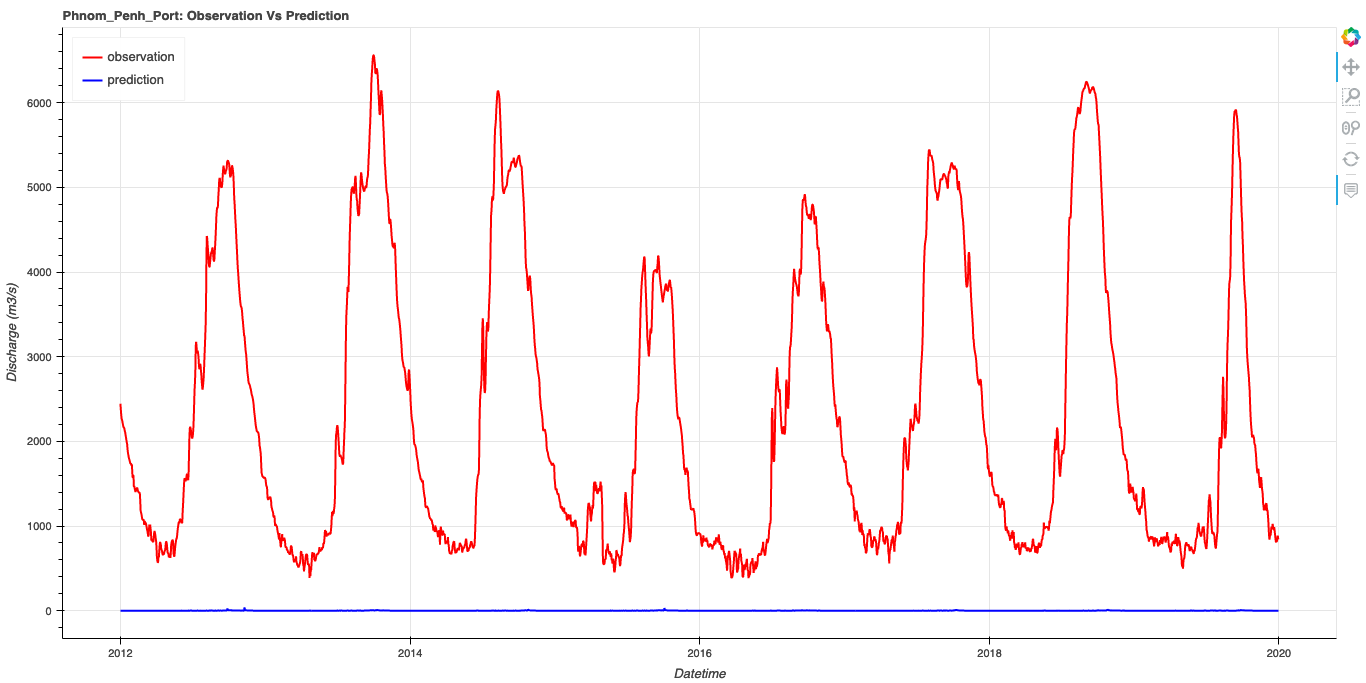 Phnom_Penh_Port: Observation Vs Prediction
observation
prediction
6000
5000
4000
3000
2000
1000
0
Discharge (m3/s)
2012
2014
2016
2018
2020
Datetime